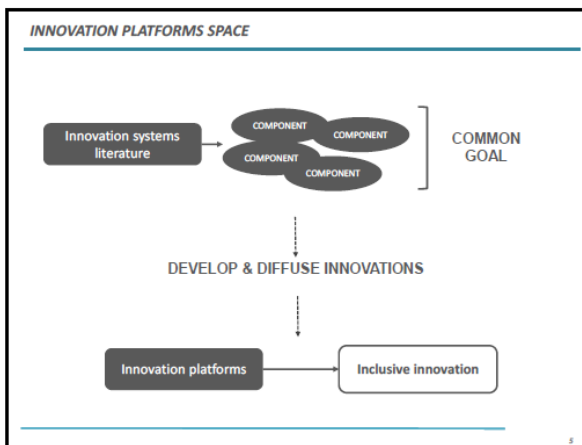 INNOVATION PLATFORMS SPACE
Innovation systems
literature
COMPONENT
COMPONENT
COMPONENT
COMPONENT
COMMON
GOAL
DEVELOP & DIFFUSE INNOVATIONS
Innovation platforms
Inclusive innovation
5